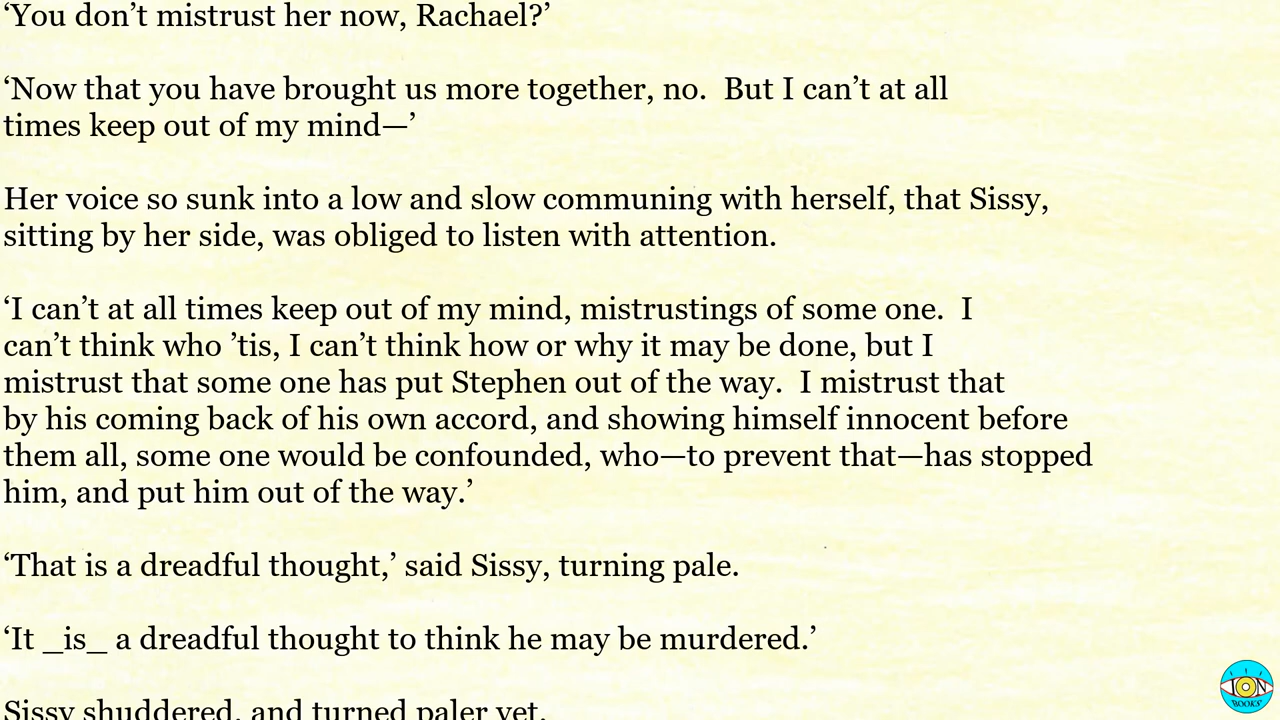 ‘You don’t mistrust her now, Rachael?’
‘Now that you have brought us more together, no.  But I can’t at all
times keep out of my mind—’
Her voice so sunk into a low and slow communing with herself, that Sissy,
sitting by her side, was obliged to listen with attention.
‘I can’t at all times keep out of my mind, mistrustings of some one.  I
can’t think who ’tis, I can’t think how or why it may be done, but I
mistrust that some one has put Stephen out of the way.  I mistrust that
by his coming back of his own accord, and showing himself innocent before
them all, some one would be confounded, who—to prevent that—has stopped
him, and put him out of the way.’
‘That is a dreadful thought,’ said Sissy, turning pale.
‘It _is_ a dreadful thought to think he may be murdered.’
Sissy shuddered, and turned paler yet.
ION
BOOKS